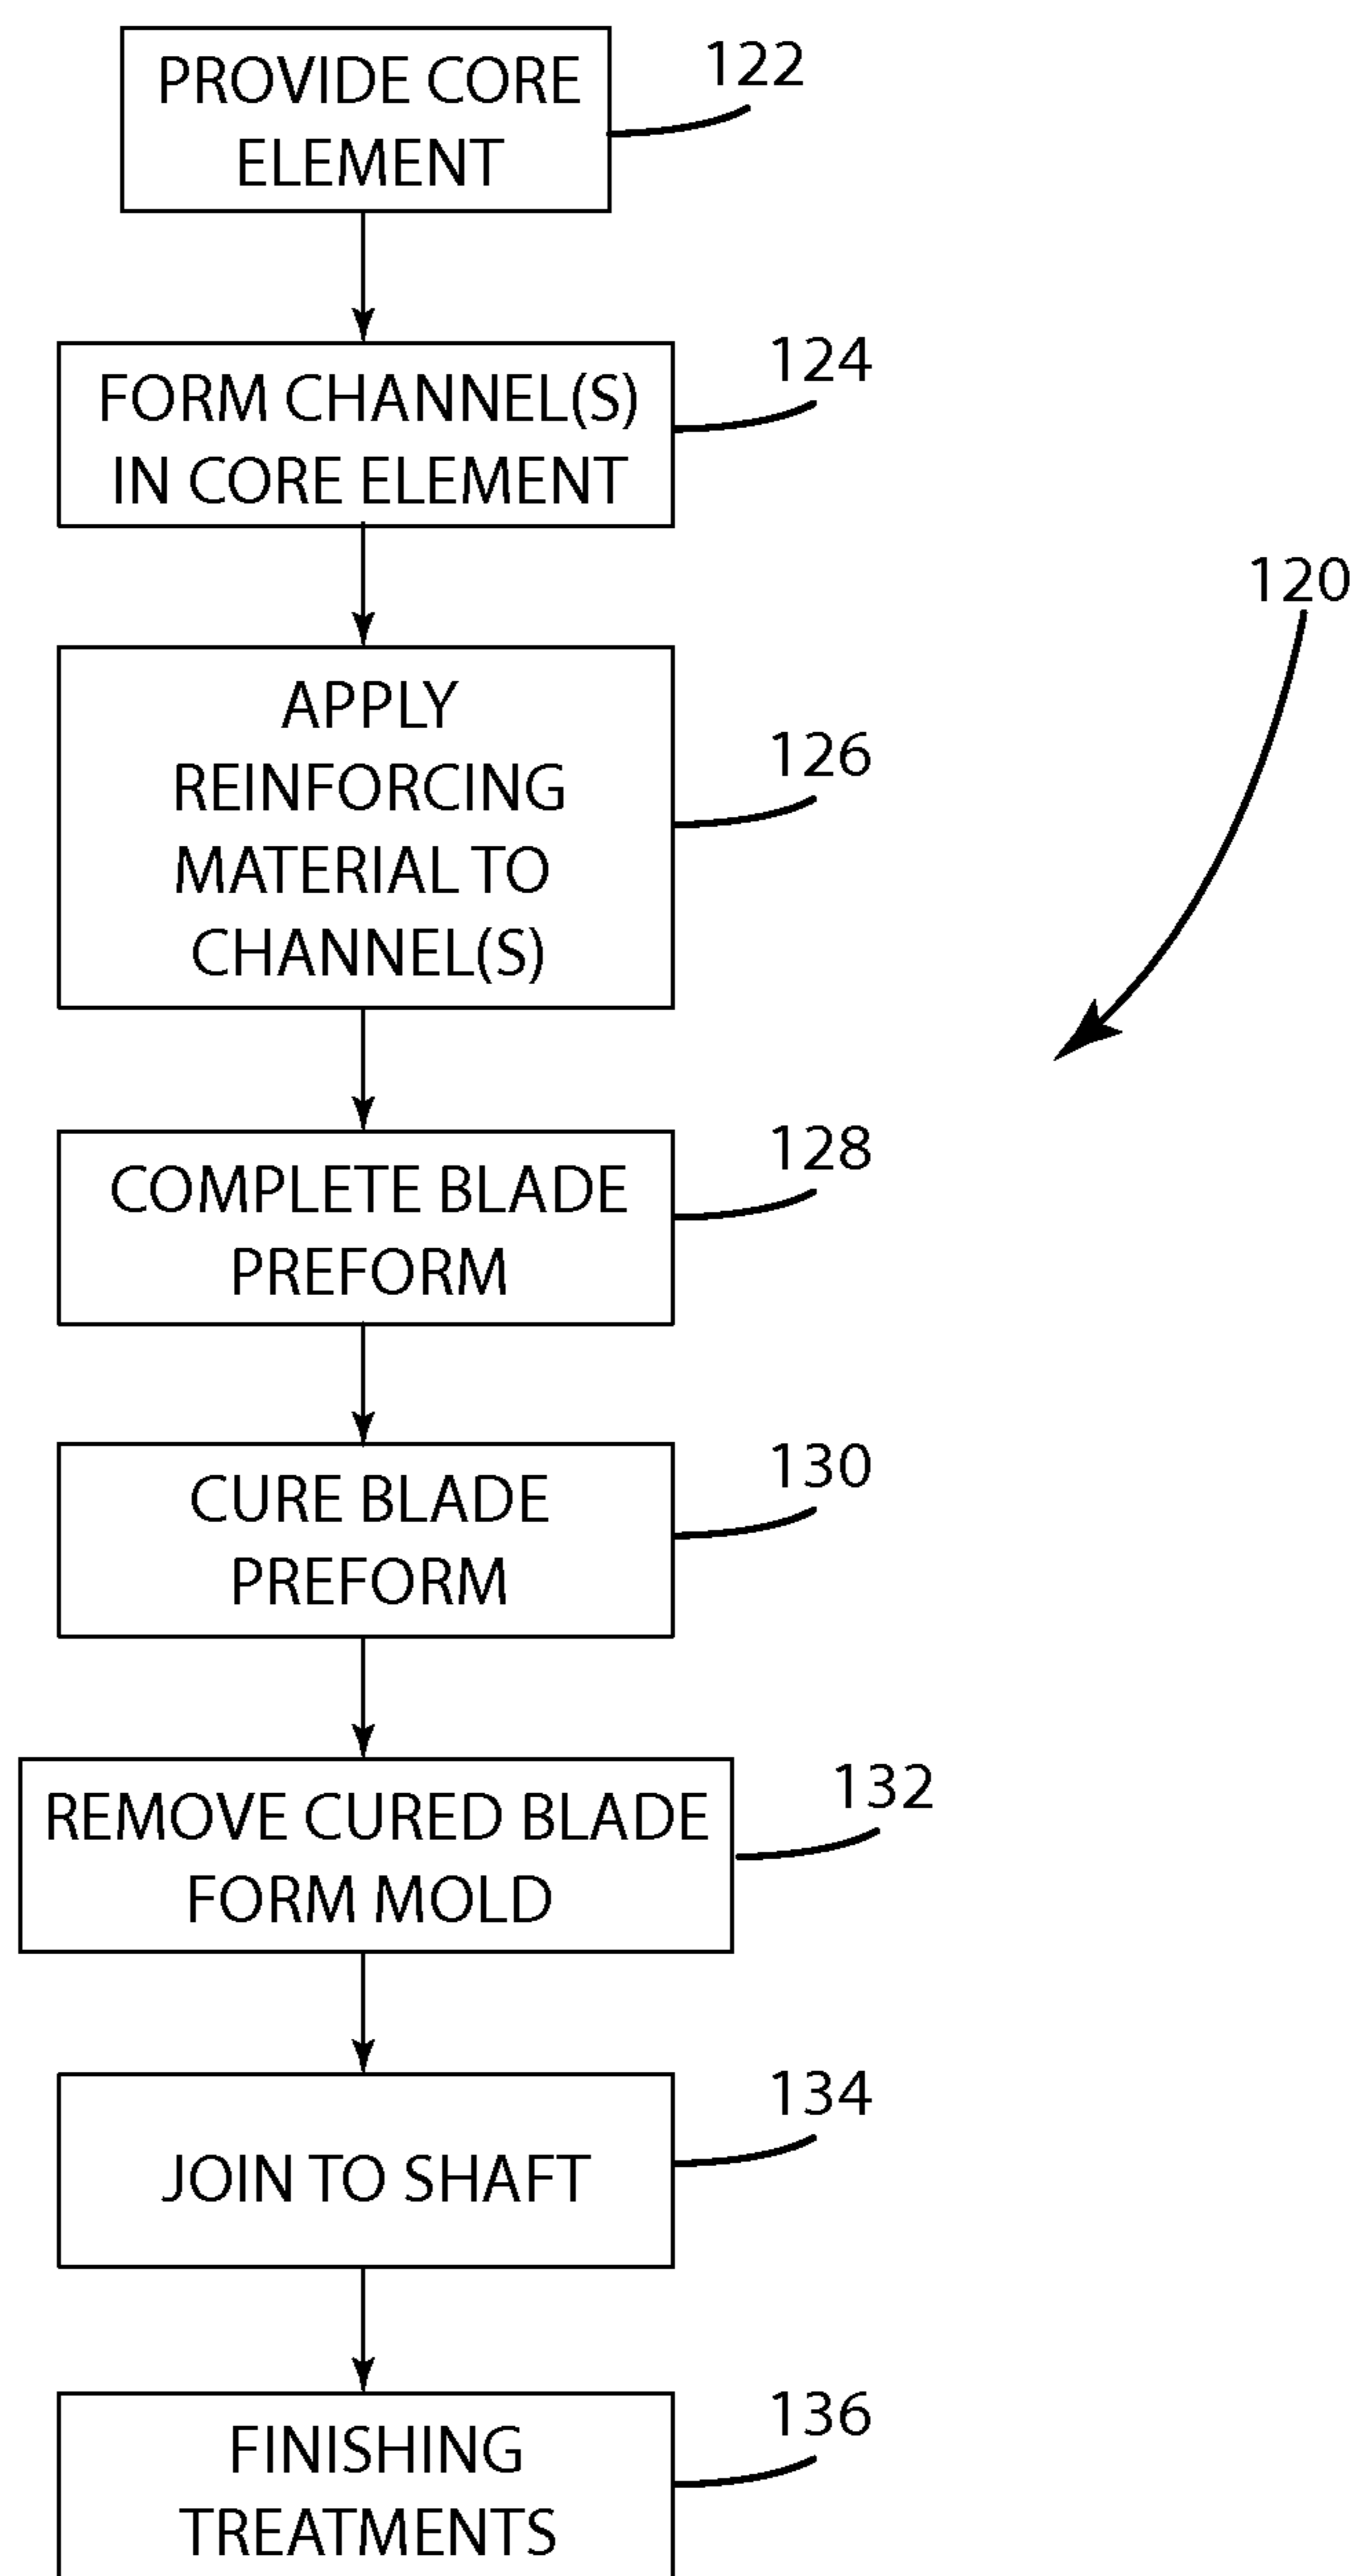 PROVIDE CORE
ELEMENT
122
FORM CHANNEL(S)
IN CORE ELEMENT
124
120
APPLY
REINFORCING
MATERIAL TO
CHANNEL(S)
126
COMPLETE BLADE
PREFORM
128
CURE BLADE
PREFORM
130
REMOVE CURED BLADE
FORM MOLD
132
JOIN TO SHAFT
134
FINISHING
TREATMENTS
136